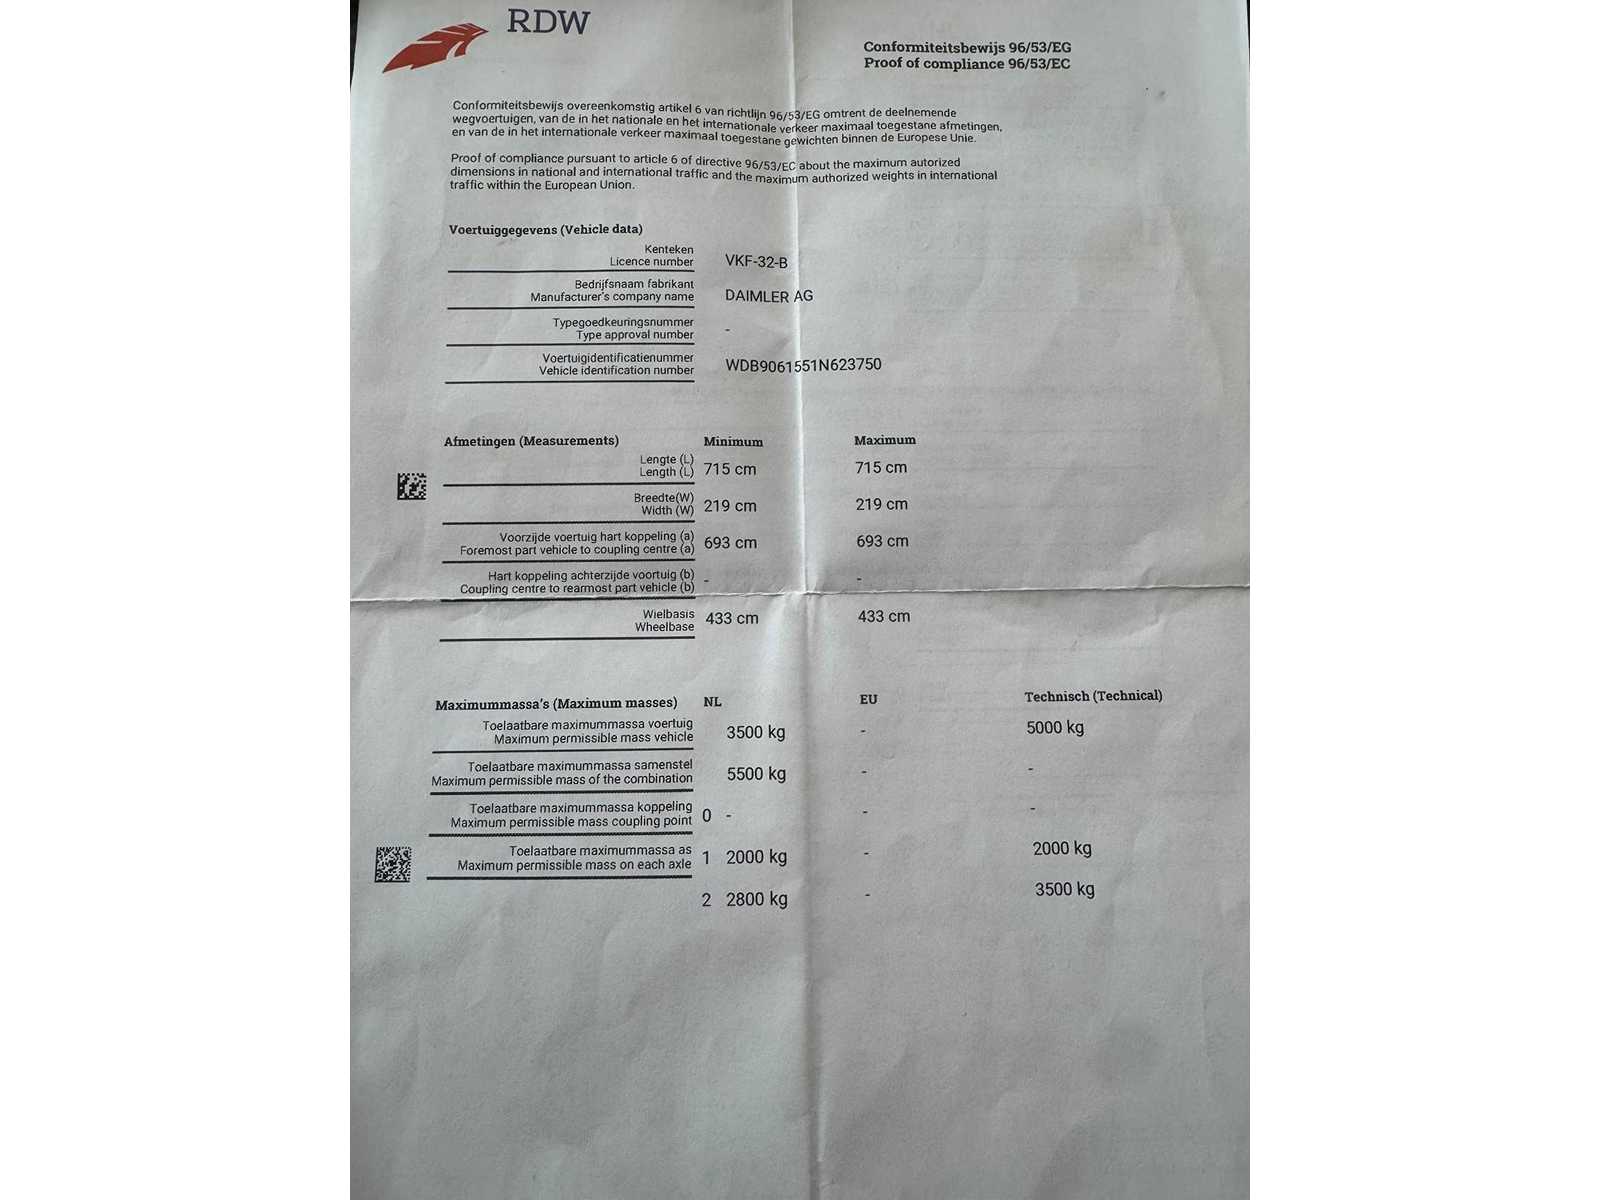 RDW
Conformiteitsbewijs 96/53/EG
Proof of compliance 96/53/EC
Conformiteitsbewijs overeenkomstig artikel 6 van richtlijn 96/53/EG omtrent de deelnemende
wegvoertuigen, van de in het nationale en het internationale verkeer maximaal toegestane afmetingen,
en van de in het internationale verkeer maximaal toegestane gewichten binnen de Europese Unie.
Proof of compliance pursuant to article 6 of directive 96/53/EC about the maximum autorized
dimensions in national and international traffic and the maximum authorized weights in international
traffic within the European Union.
Voertuiggegevens (Vehicle data)
Kenteken
Licence number VKF-32-B
Bedrijfsnaam fabrikant
Manufacturer's company name DAIMLER AG
Typegoedkeuringsnummer
Type approval number -
Voertuigidentificatienummer
Vehicle identification number WDB9061551N623750
Afmetingen (Measurements) Minimum Maximum
Lengte (L)
Length (L) 715 cm 715 cm
Breedte(W)
Width (W) 219 cm 219 cm
Voorzijde voertuig hart koppeling (a)
Foremost part vehicle to coupling centre (a) 693 cm 693 cm
Hart koppeling achterzijde voortuig (b)
Coupling centre to rearmost part vehicle (b) - -
Wielbasis
Wheelbase 433 cm 433 cm
Maximummassa's (Maximum masses) NL EU Technisch (Technical)
Toelaatbare maximummassa voertuig
Maximum permissible mass vehicle 3500 kg - 5000 kg
Toelaatbare maximummassa samenstel
Maximum permissible mass of the combination 5500 kg - -
Toelaatbare maximummassa koppeling
Maximum permissible mass coupling point 0 - - -
Toelaatbare maximummassa as
Maximum permissible mass on each axle 1 2000 kg - 2000 kg
2 2800 kg - 3500 kg